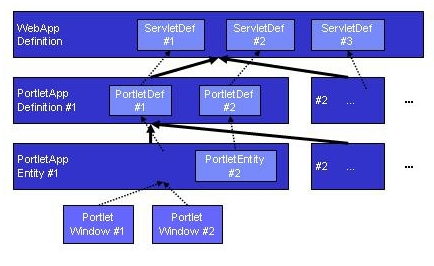 WebApp
Definition
ServletDef
#1
ServletDef
#2
ServletDef
#3
PortletApp
Definition #1
PortletDef
#1
PortletDef
#2
#2 ...
...
PortletApp
Entity #1
PortletEntity
#2
#2 ...
...
Portlet
Window #1
Portlet
Window #2